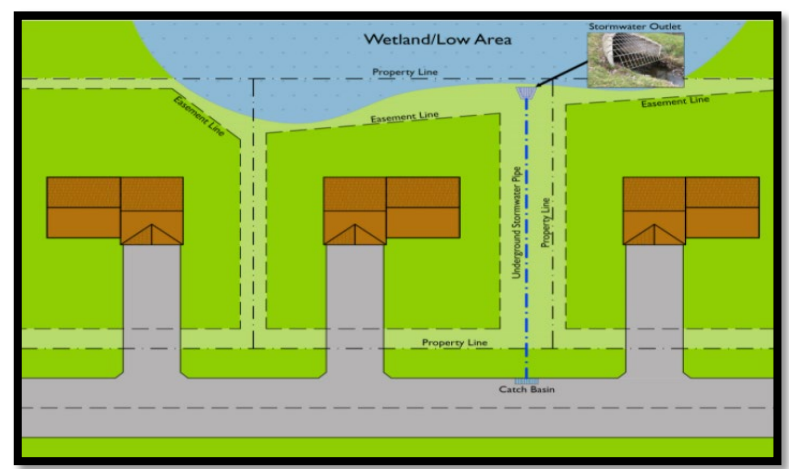 Stormwater Outlet
Wetland/Low Area
Property Line
Easement Line
Easement Line
Easement Line
Underground Stormwater Pipe
Property Line
Property Line
Catch Basin